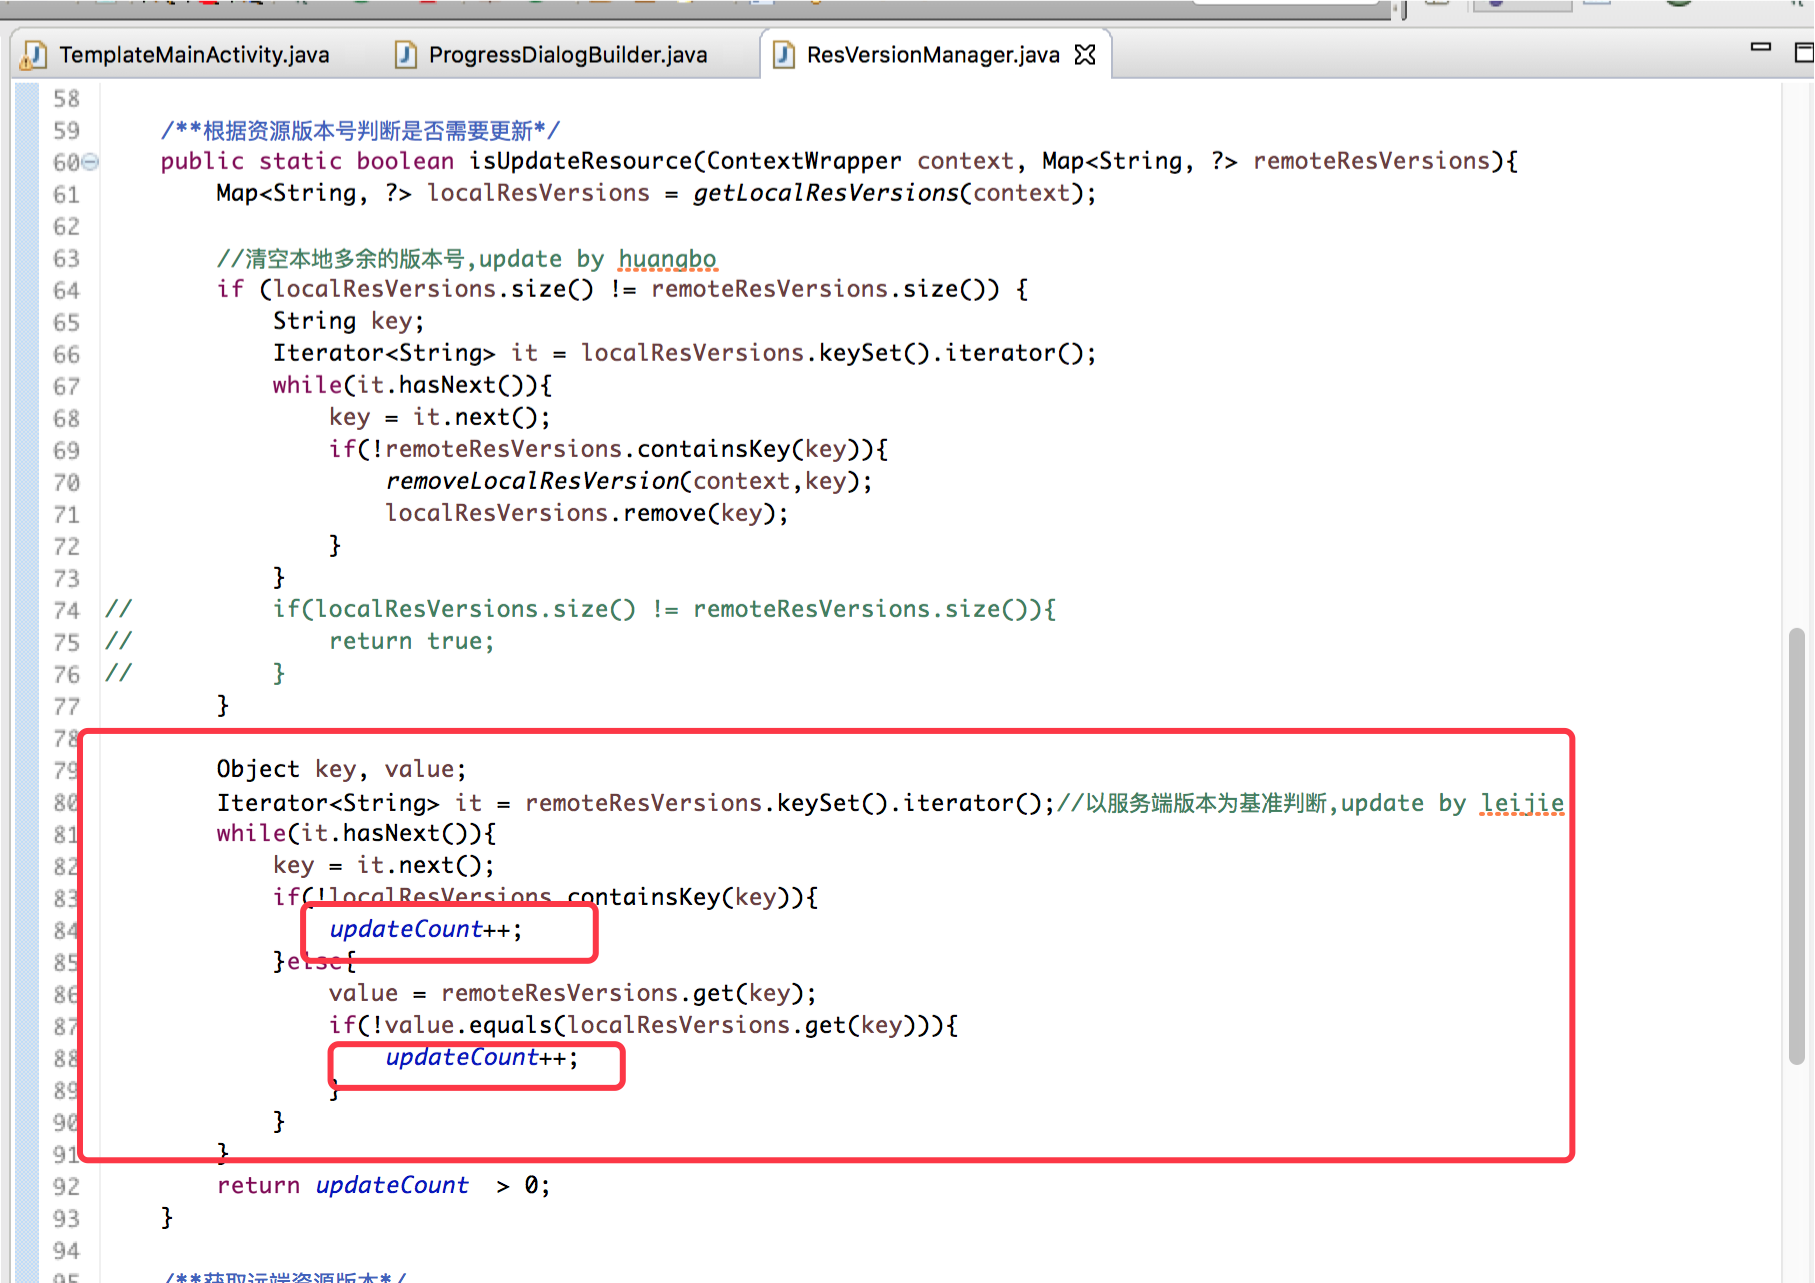 TemplateMainActivity.java ProgressDialogBuilder.java ResVersionManager.java
58
59 /**根据资源版本号判断是否需要更新*/
60 public static boolean isUpdateResource(ContextWrapper context, Map<String, ?> remoteResVersions){
61 Map<String, ?> localResVersions = getLocalResVersions(context);
62
63 //清空本地多余的版本号,update by huangbo
64 if (localResVersions.size() != remoteResVersions.size()) {
65 String key;
66 Iterator<String> it = localResVersions.keySet().iterator();
67 while(it.hasNext()){
68 key = it.next();
69 if(!remoteResVersions.containsKey(key)){
70 removeLocalResVersion(context,key);
71 localResVersions.remove(key);
72 }
73 }
74 // if(localResVersions.size() != remoteResVersions.size()){
75 // return true;
76 // }
77 }
78
79 Object key, value;
80 Iterator<String> it = remoteResVersions.keySet().iterator();//以服务端版本为基准判断,update by leijie
81 while(it.hasNext()){
82 key = it.next();
83 if(!localResVersions.containsKey(key)){
84 updateCount++;
85 }else{
86 value = remoteResVersions.get(key);
87 if(!value.equals(localResVersions.get(key))){
88 updateCount++;
89 }
90 }
91 }
92 return updateCount > 0;
93 }
94
95 /**获取远端资源版本*/